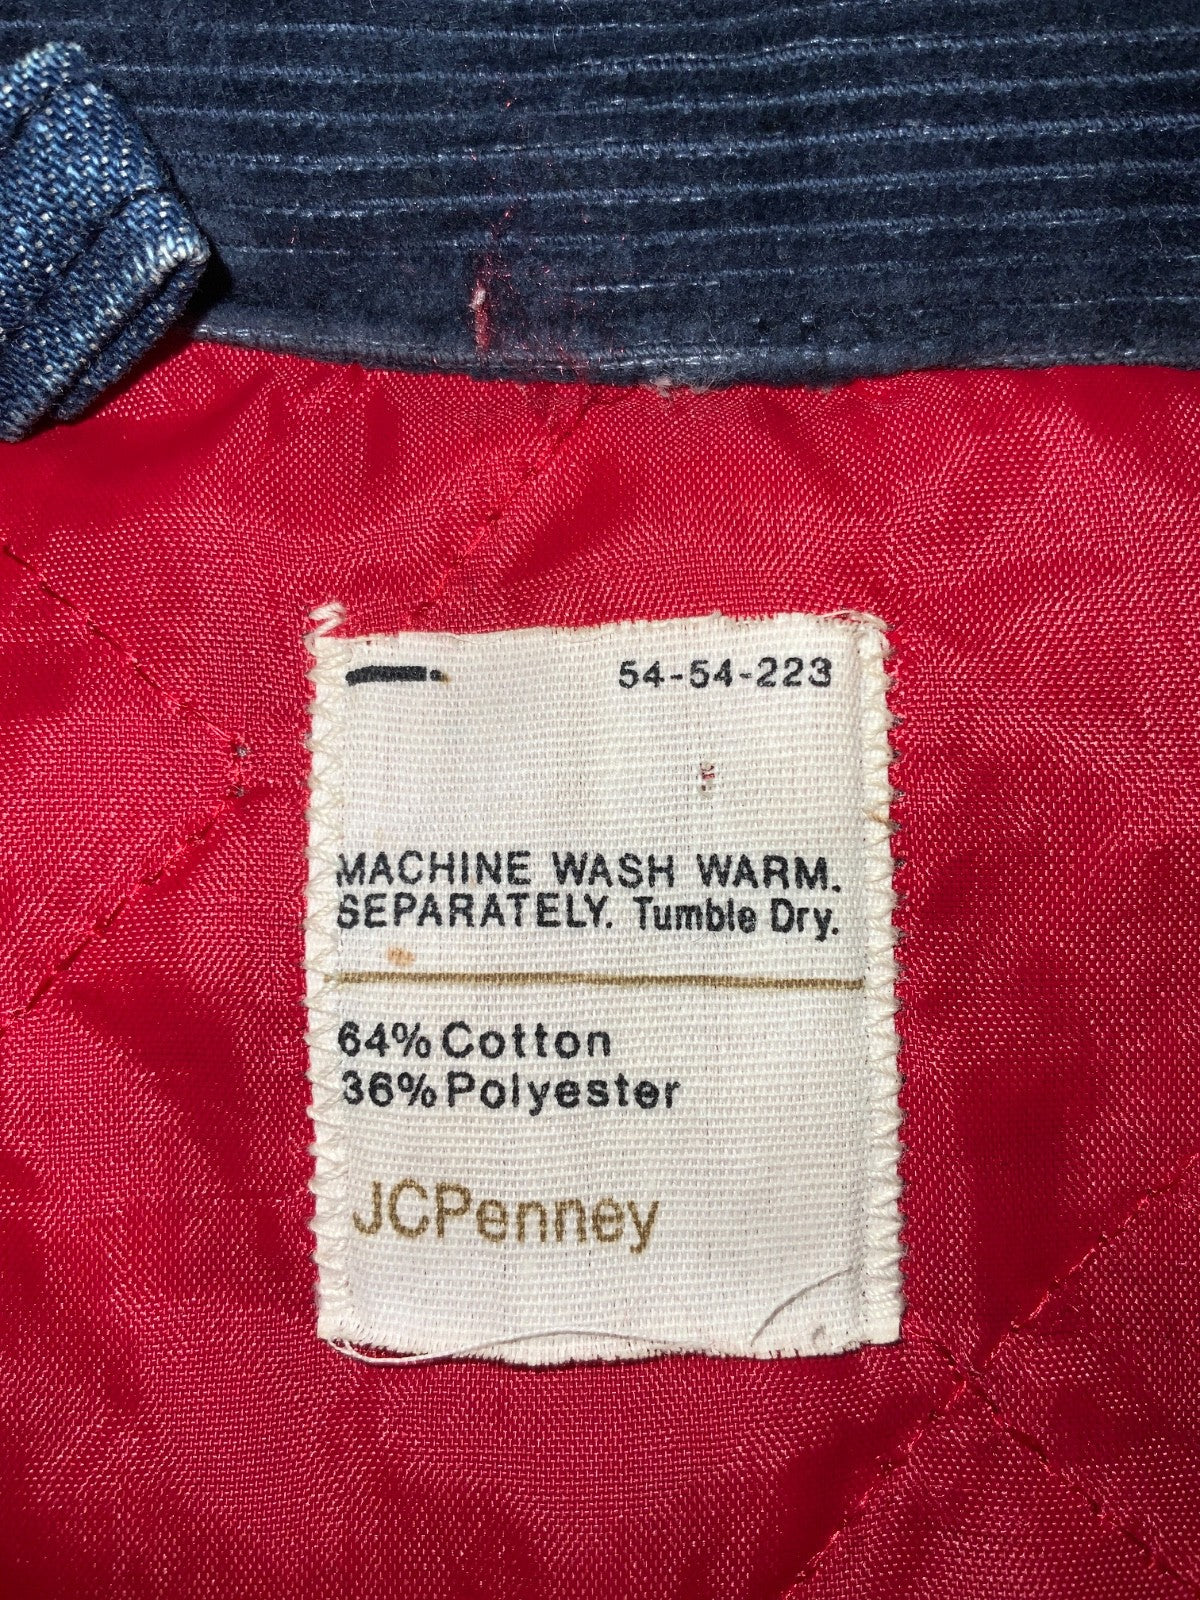 54-54-223
MACHINE WASH WARM.
SEPARATELY. Tumble Dry.
64% Cotton
36% Polyester
JCPenney